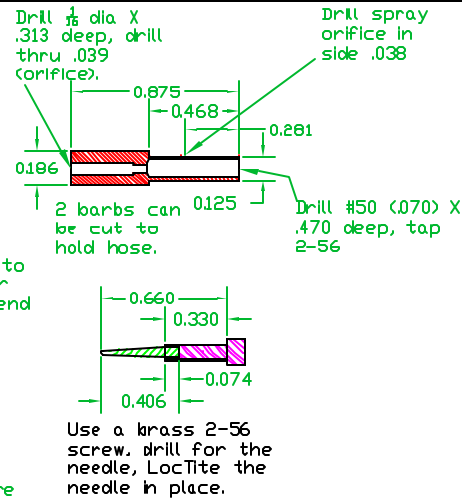 Drill 1/16 dia X
.313 deep, drill
thru .039
(orifice).
Drill spray
orifice in
side .038
0.875
0.468
0.281
0.186
0.125
2 barbs can
be cut to
hold hose.
Drill #50 (.070) X
.470 deep, tap
2-56
to
r
end
0.660
0.330
0.074
0.406
Use a brass 2-56
screw. drill for the
needle, LocTite the
needle in place.
re